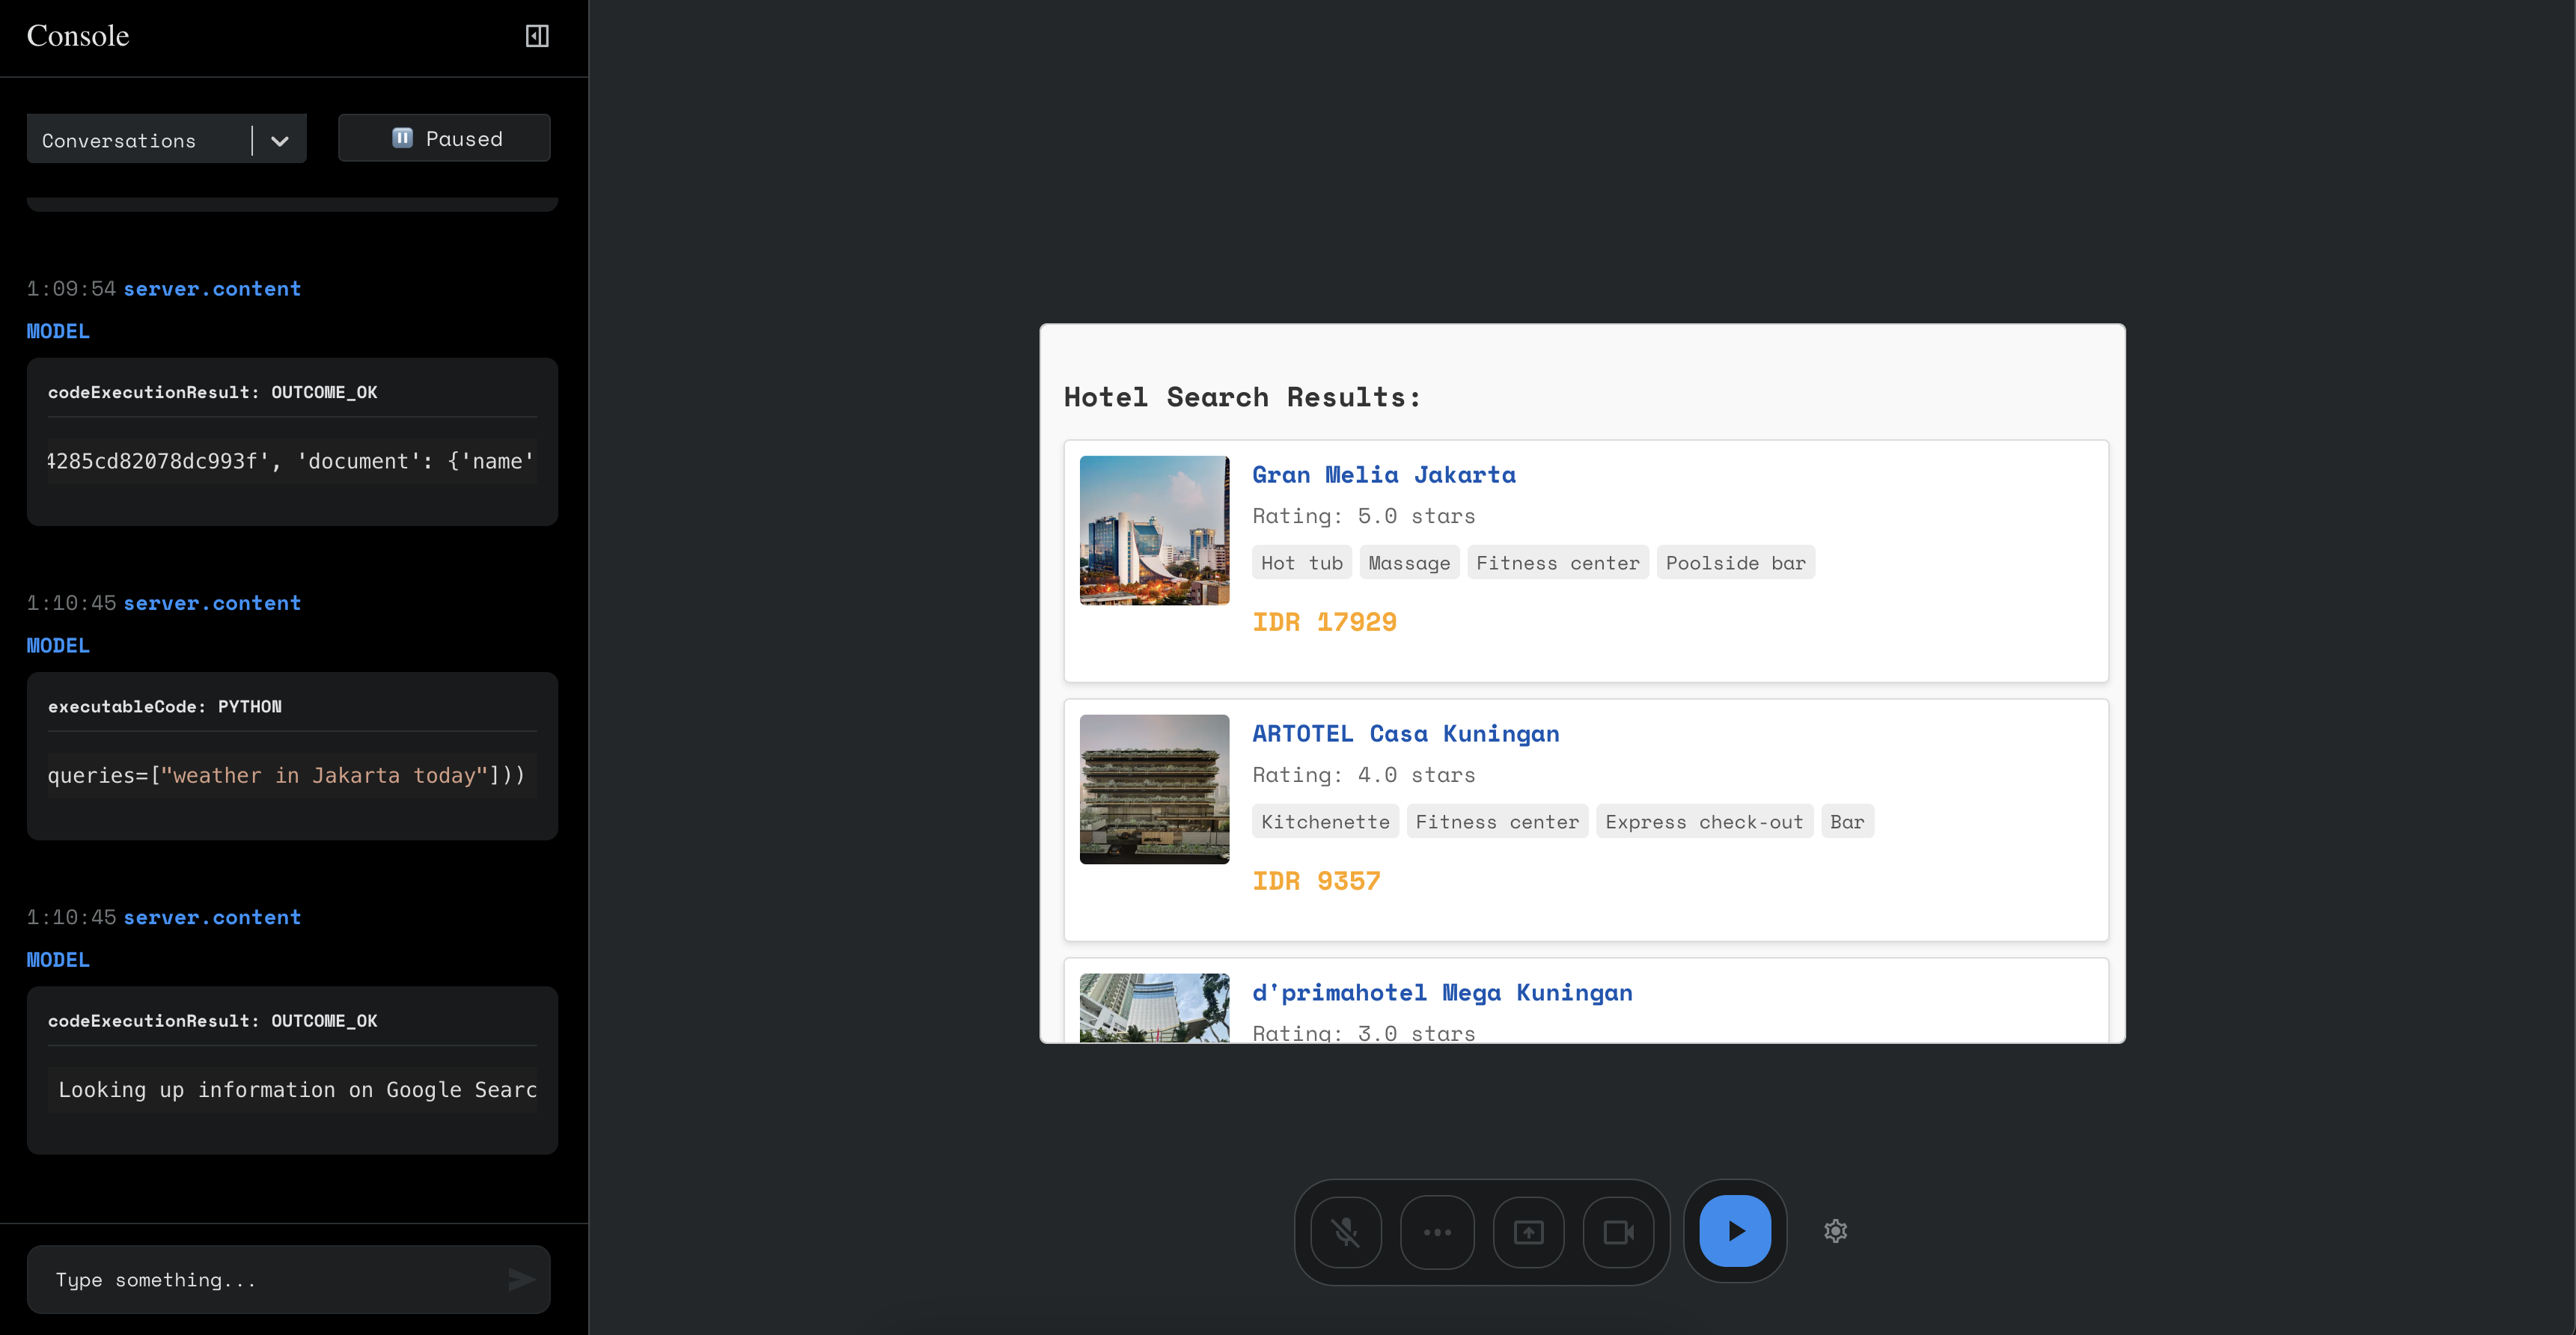 Console
Conversations
Paused
1:09:54 server.content
MODEL
codeExecutionResult: OUTCOME_OK
4285cd82078dc993f', 'document': {'name'
1:10:45 server.content
MODEL
executableCode: PYTHON
queries=["weather in Jakarta today"]))
1:10:45 server.content
MODEL
codeExecutionResult: OUTCOME_OK
Looking up information on Google Searc
Type something...
Hotel Search Results:
Gran Melia Jakarta
Rating: 5.0 stars
Hot tub Massage Fitness center Poolside bar
IDR 17929
ARTOTEL Casa Kuningan
Rating: 4.0 stars
Kitchenette Fitness center Express check-out Bar
IDR 9357
d'primahotel Mega Kuningan
Rating: 3.0 stars